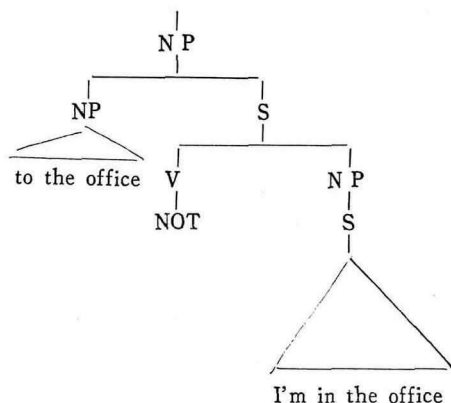 NP
NP S
to the office V NP
NOT S
I'm in the office